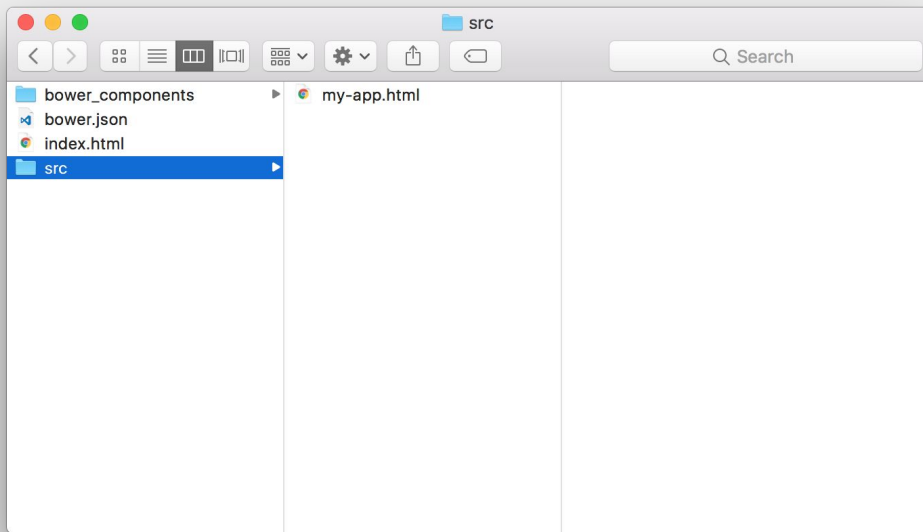 src
Search
bower_components
bower.json
index.html
src
my-app.html